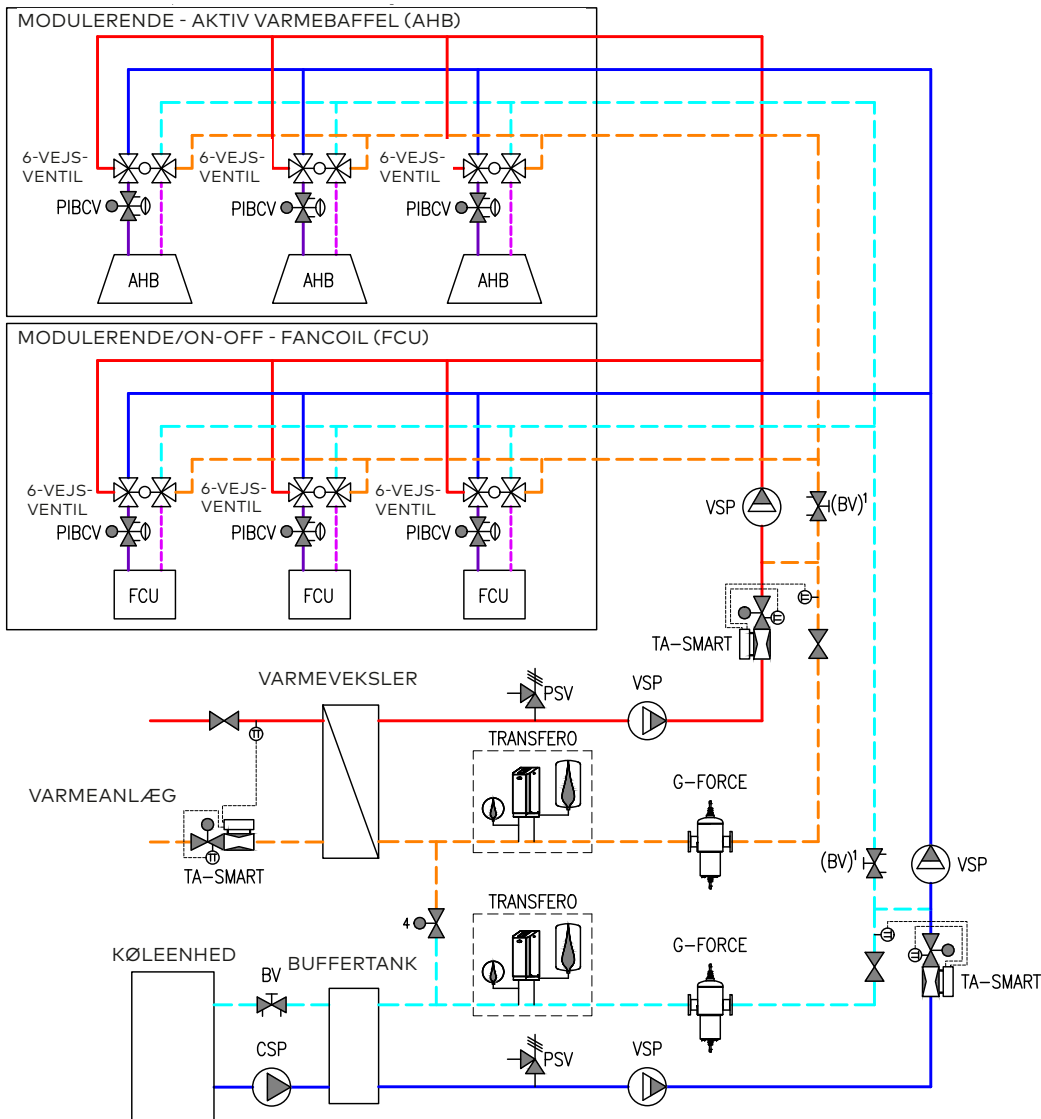 MODULERENDE - AKTIV VARMEBAFFEL (AHB)
6-VEJS-
VENTIL
6-VEJS-
VENTIL
6-VEJS-
VENTIL
PIBCV
PIBCV
PIBCV
AHB
AHB
AHB
MODULERENDE/ON-OFF - FANCOIL (FCU)
6-VEJS-
VENTIL
6-VEJS-
VENTIL
6-VEJS-
VENTIL
PIBCV
PIBCV
PIBCV
FCU
FCU
FCU
VSP
(BV)¹
TA-SMART
VARMEVEKSLER
PSV
VSP
TRANSFERO
G-FORCE
VARMEANLÆG
TA-SMART
(BV)¹
VSP
4
TRANSFERO
G-FORCE
KØLEENHED
BV
BUFFERTANK
TA-SMART
CSP
PSV
VSP